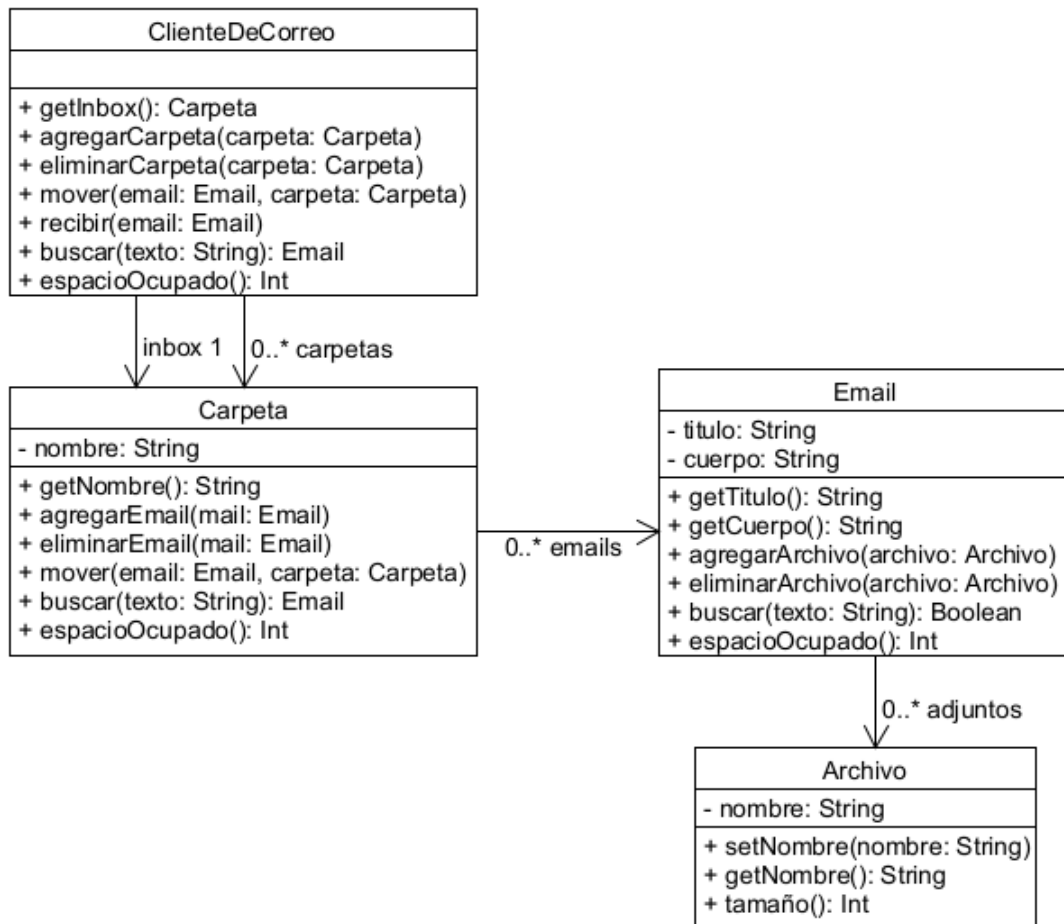 ClienteDeCorreo
+ getInbox(): Carpeta
+ agregarCarpeta(carpeta: Carpeta)
+ eliminarCarpeta(carpeta: Carpeta)
+ mover(email: Email, carpeta: Carpeta)
+ recibir(email: Email)
+ buscar(texto: String): Email
+ espacioOcupado(): Int
inbox 1
0..* carpetas
Carpeta
- nombre: String
+ getNombre(): String
+ agregarEmail(mail: Email)
+ eliminarEmail(mail: Email)
+ mover(email: Email, carpeta: Carpeta)
+ buscar(texto: String): Email
+ espacioOcupado(): Int
0..* emails
Email
- titulo: String
- cuerpo: String
+ getTitulo(): String
+ getCuerpo(): String
+ agregarArchivo(archivo: Archivo)
+ eliminarArchivo(archivo: Archivo)
+ buscar(texto: String): Boolean
+ espacioOcupado(): Int
0..* adjuntos
Archivo
- nombre: String
+ setNombre(nombre: String)
+ getNombre(): String
+ tamaño(): Int